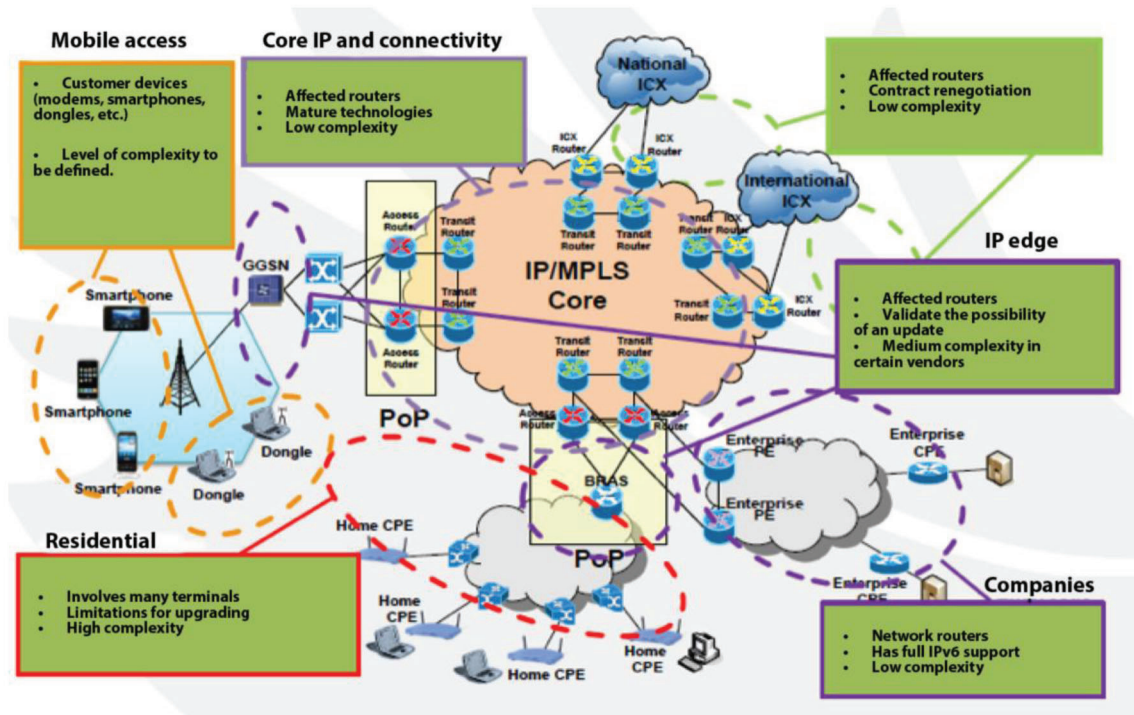 Mobile access
• Customer devices
(modems, smartphones,
dongles, etc.)
• Level of complexity to
be defined.
Core IP and connectivity
• Affected routers
• Mature technologies
• Low complexity
National
ICX
• Affected routers
• Contract renegotiation
• Low complexity
ICX
Router
ICX
Router
International
ICX
Access
Router
Transit
Router
Transit
Router
Transit
Router
Transit
Router
ICX
Router
IP edge
GGSN
IP/MPLS
Core
• Affected routers
• Validate the possibility
of an update
• Medium complexity in
certain vendors
Smartphone
Transit
Router
Transit
Router
ICX
Router
Access
Router
Transit
Router
Transit
Router
Smartphone
PoP
Access
Router
Access
Router
Enterprise
PE
Enterprise
CPE
Dongle
Smartphone
Dongle
BRAS
Enterprise
PE
Residential
Home CPE
PoP
Enterprise
CPE
Companies
• Involves many terminals
• Limitations for upgrading
• High complexity
Home
CPE
Home CPE
Home
CPE
• Network routers
• Has full IPv6 support
• Low complexity